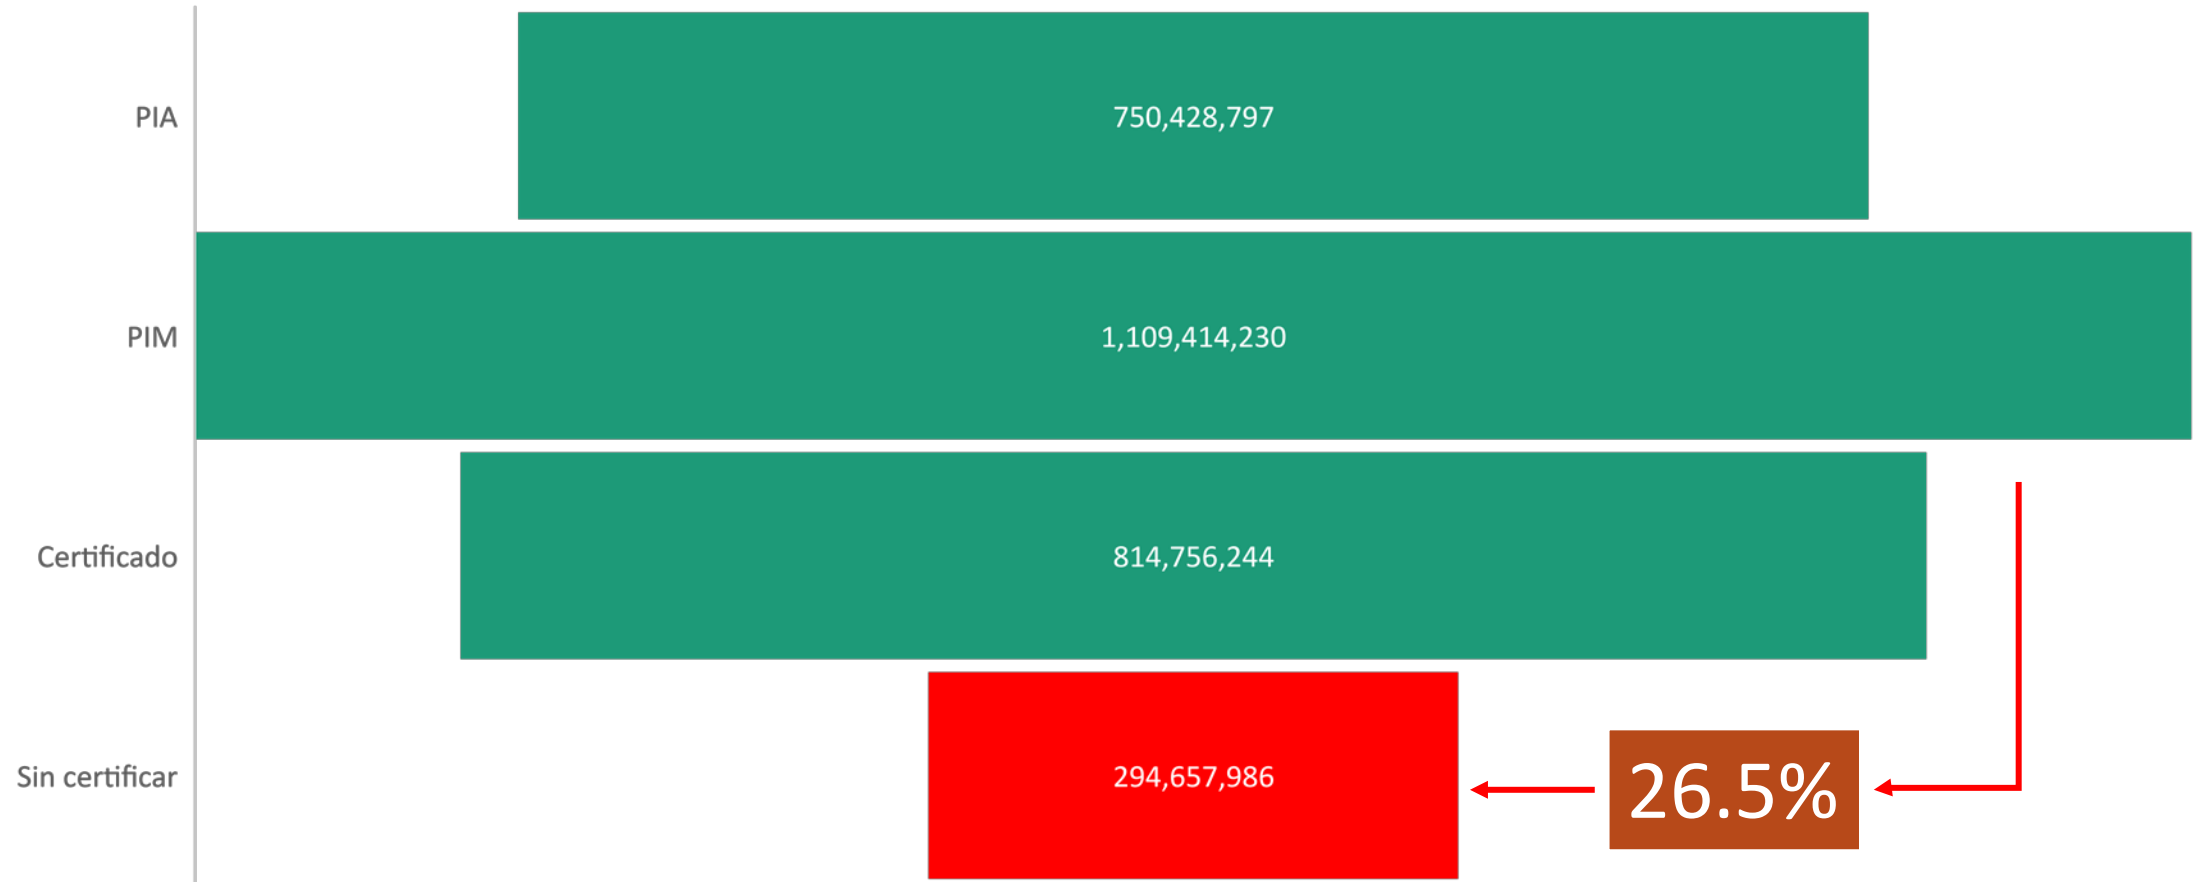 PIA
750,428,797
PIM
1,109,414,230
Certificado
814,756,244
Sin certificar
294,657,986
26.5%